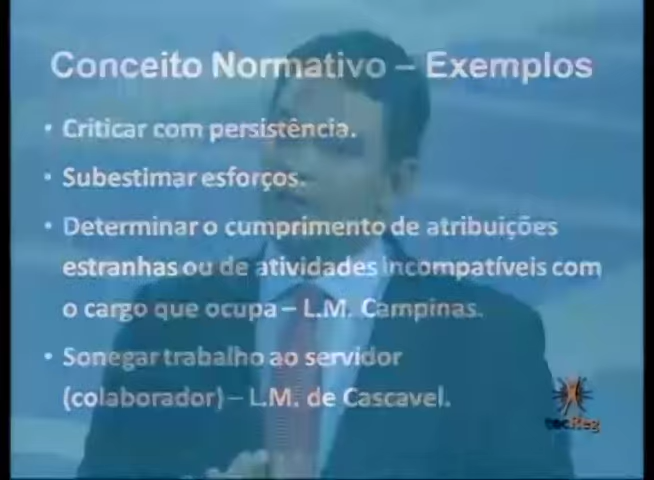 Conceito Normativo – Exemplos
• Criticar com persistência.
• Subestimar esforços.
• Determinar o cumprimento de atribuições
estranhas ou de atividades incompatíveis com
o cargo que ocupa – L.M. Campinas.
• Sonegar trabalho ao servidor
(colaborador) – L.M. de Cascavel.
tecReg